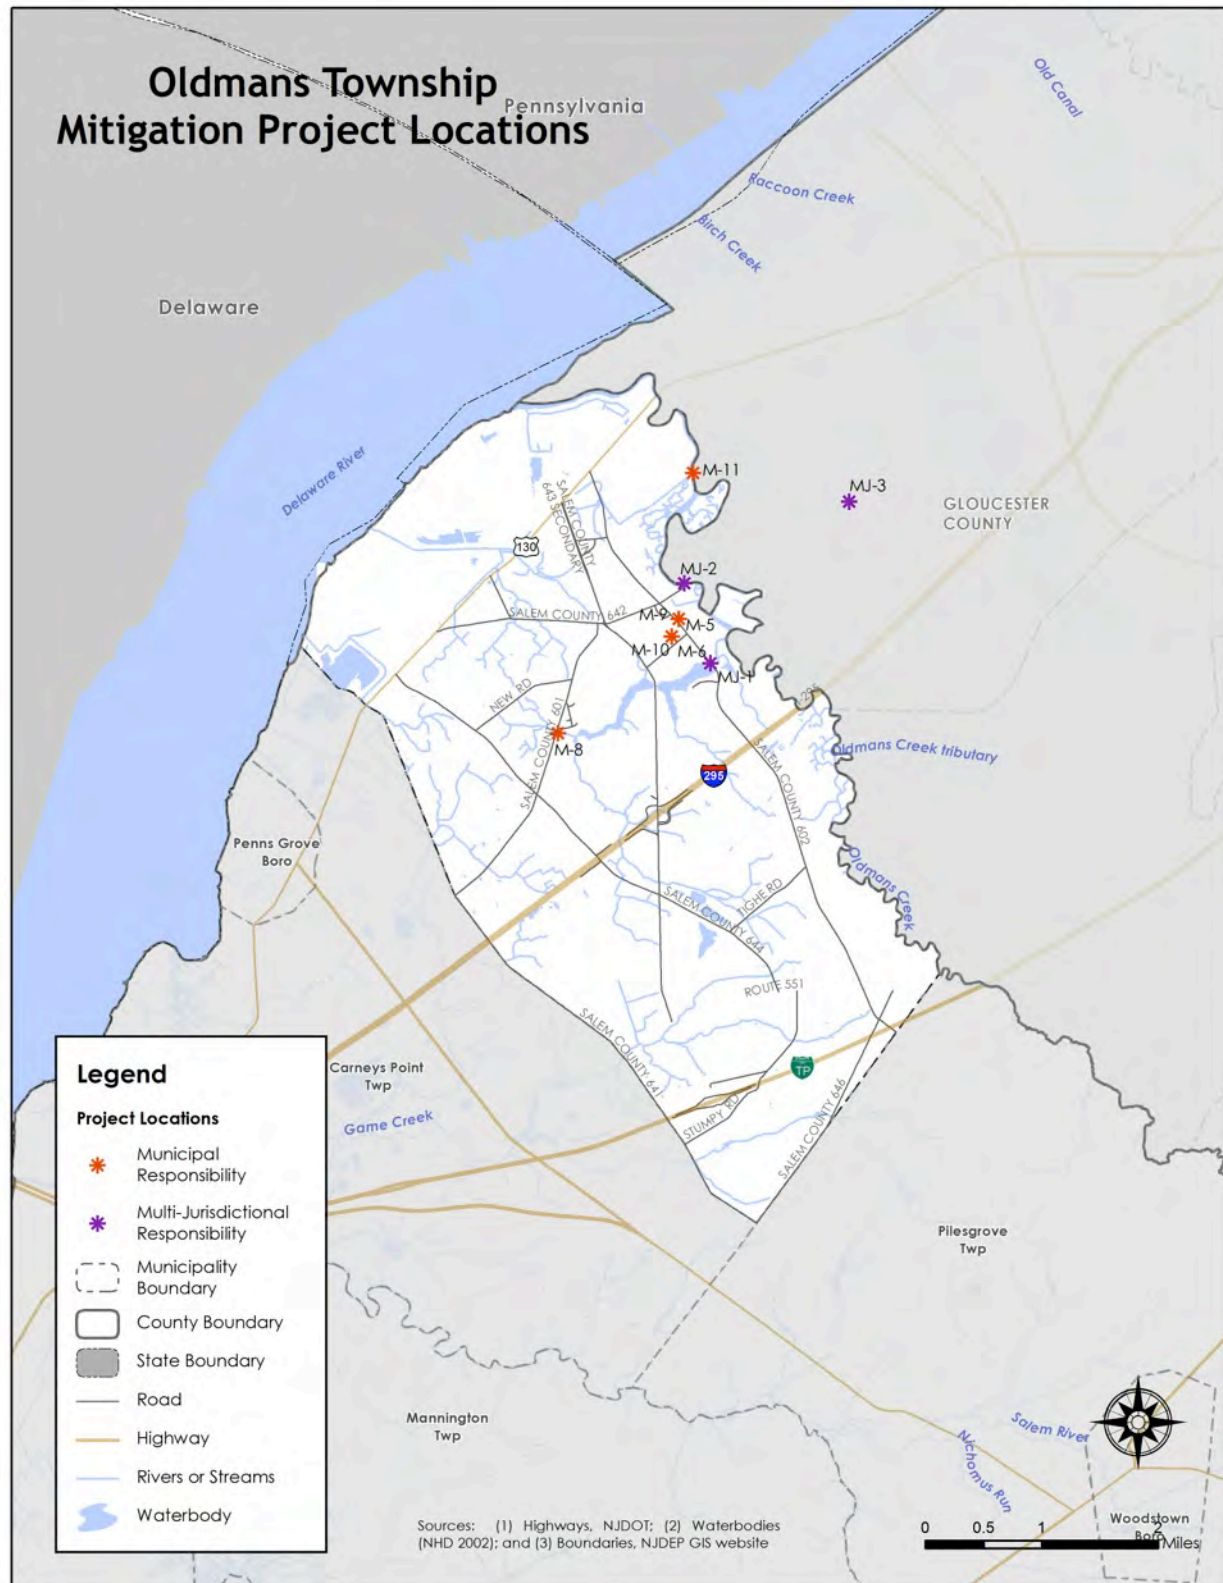 Oldmans Township
Mitigation Project Locations
Pennsylvania
Old Canal
Raccoon Creek
Birch Creek
Delaware
Delaware River
M-11
MJ-3
GLOUCESTER
COUNTY
SALEM COUNTY
643 SECONDARY
130
MJ-2
SALEM COUNTY 642
M-9
M-5
M-10
M-6
MJ-1
NEW RD
I-295
SALEM COUNTY 601
M-8
Oldmans Creek tributary
295
SALEM COUNTY 602
Penns Grove
Boro
Oldmans Creek
TIGHE RD
SALEM COUNTY 644
ROUTE 551
SALEM COUNTY 641
Carneys Point
Twp
TP
Game Creek
STUMPY RD
SALEM COUNTY 646
Legend
Project Locations
Municipal
Responsibility
Multi-Jurisdictional
Responsibility
Municipality
Boundary
County Boundary
State Boundary
Road
Highway
Rivers or Streams
Waterbody
Pilesgrove
Twp
Mannington
Twp
Salem River
Nichomus Run
Woodstown
Boro
Sources: (1) Highways, NJDOT; (2) Waterbodies
(NHD 2002); and (3) Boundaries, NJDEP GIS website
0 0.5 1 2
Miles